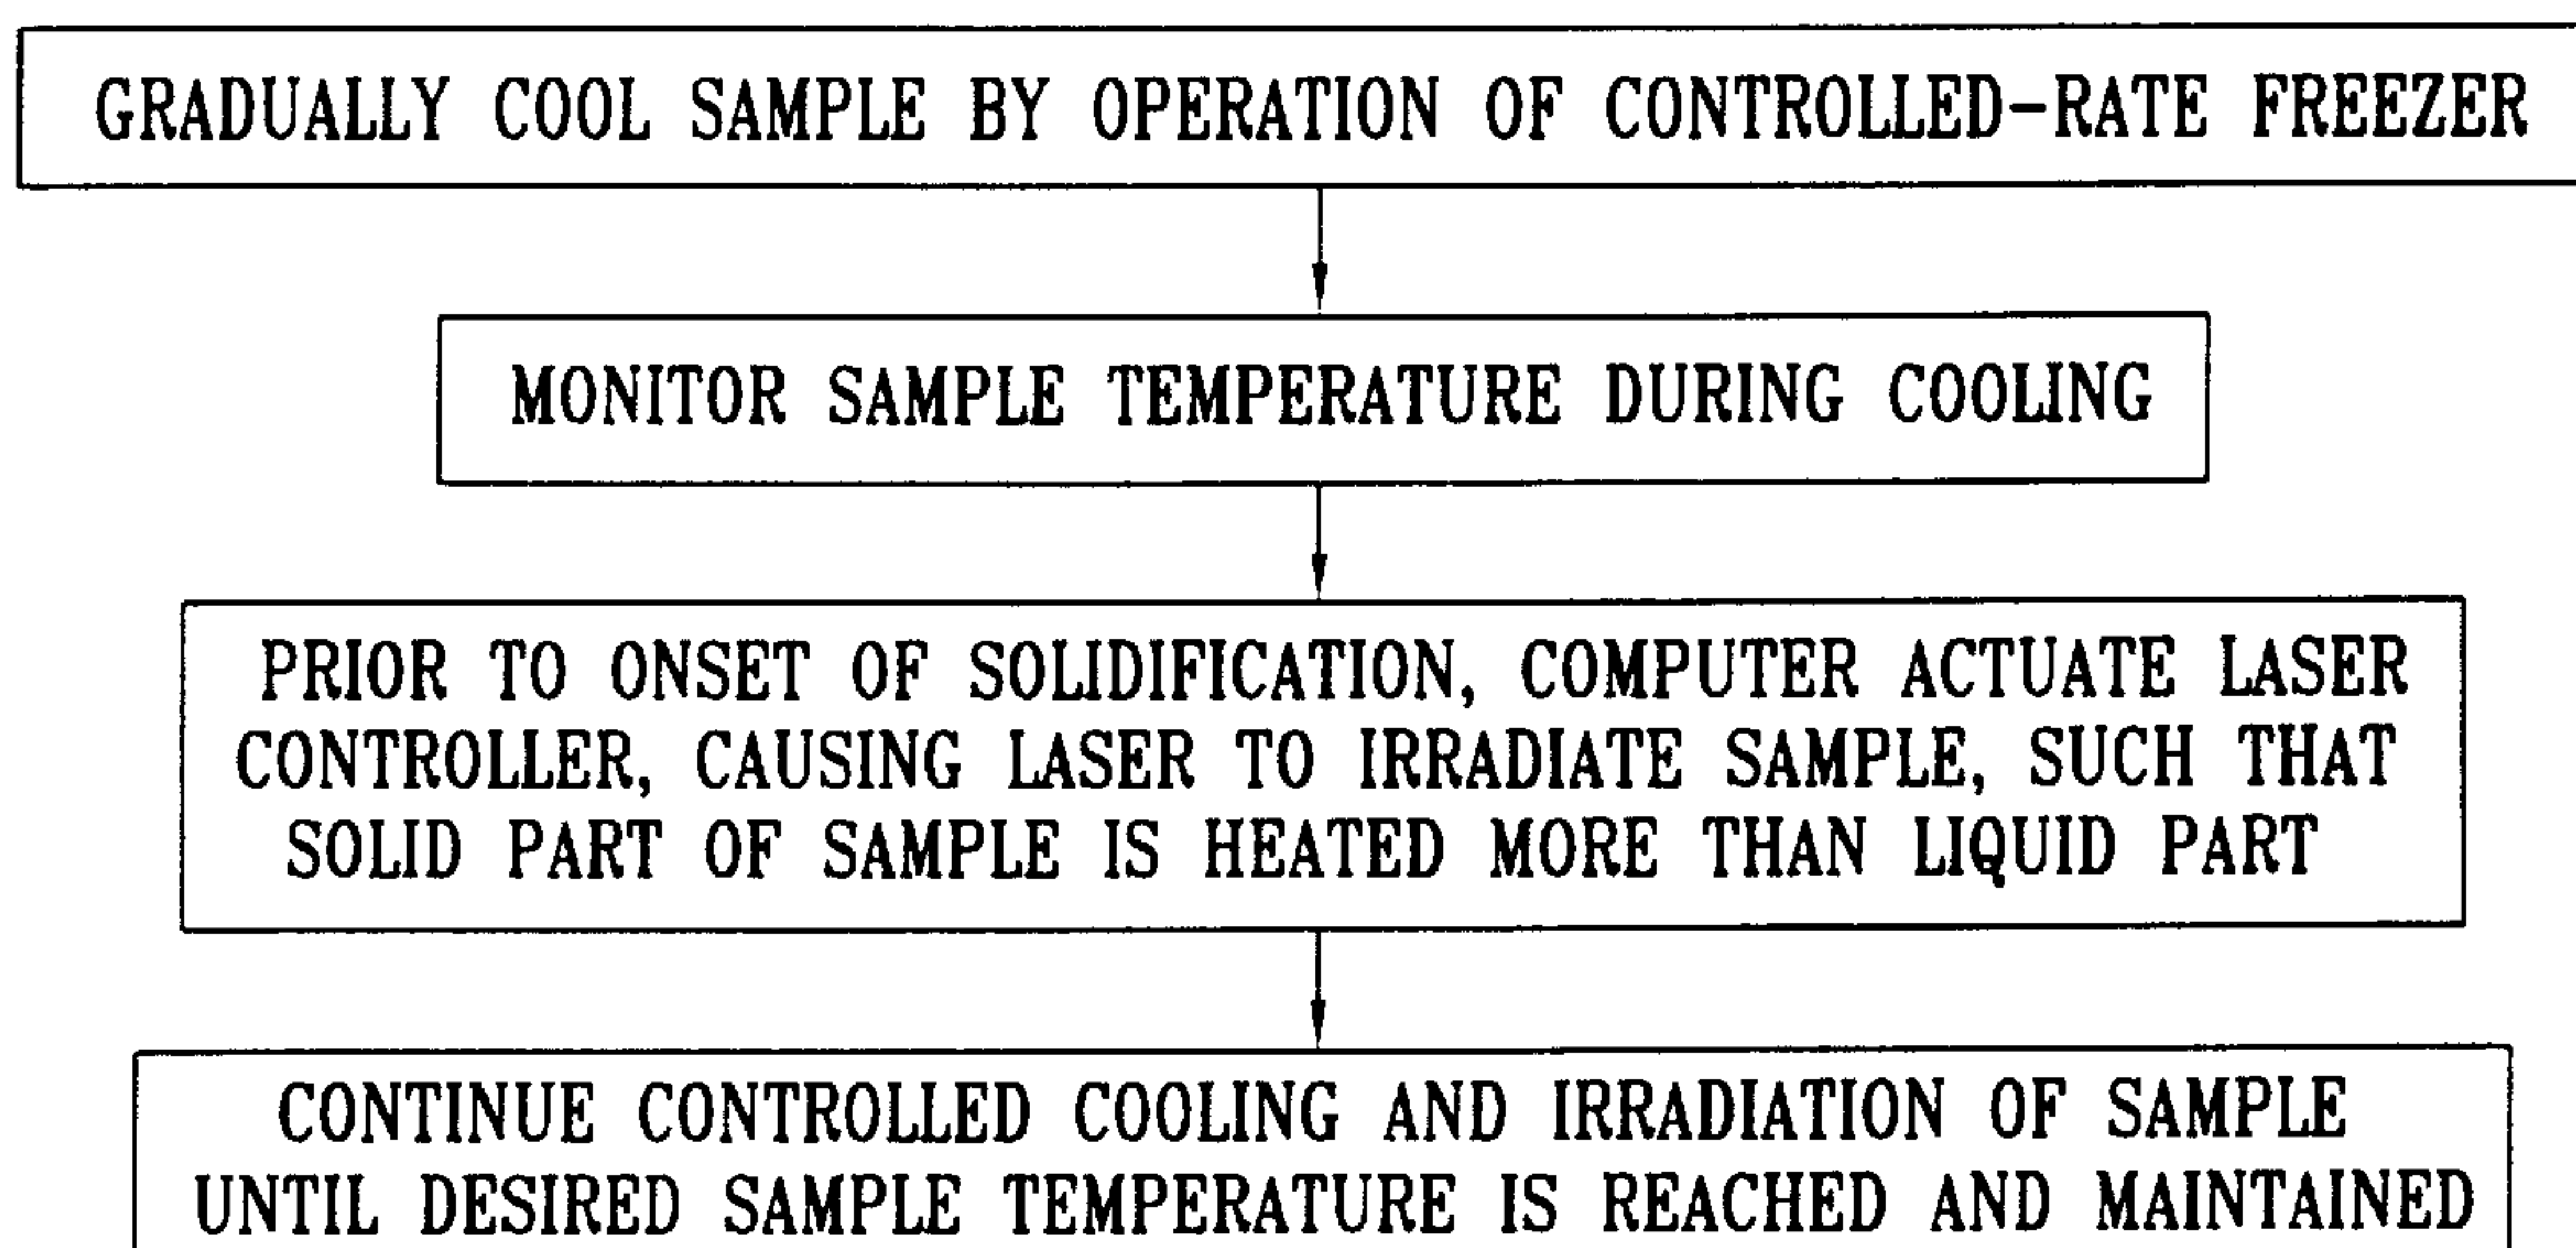 GRADUALLY COOL SAMPLE BY OPERATION OF CONTROLLED-RATE FREEZER
MONITOR SAMPLE TEMPERATURE DURING COOLING
PRIOR TO ONSET OF SOLIDIFICATION, COMPUTER ACTUATE LASER
CONTROLLER, CAUSING LASER TO IRRADIATE SAMPLE, SUCH THAT
SOLID PART OF SAMPLE IS HEATED MORE THAN LIQUID PART
CONTINUE CONTROLLED COOLING AND IRRADIATION OF SAMPLE
UNTIL DESIRED SAMPLE TEMPERATURE IS REACHED AND MAINTAINED